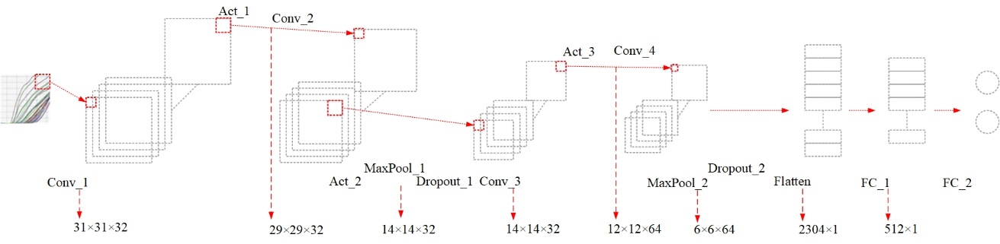 Act_1
Conv_2
Act_3
Conv_4
Conv_1
MaxPool_1
Act_2
Dropout_1
Conv_3
Dropout_2
MaxPool_2
Flatten
FC_1
FC_2
31×31×32
29×29×32
14×14×32
14×14×32
12×12×64
6×6×64
2304×1
512×1